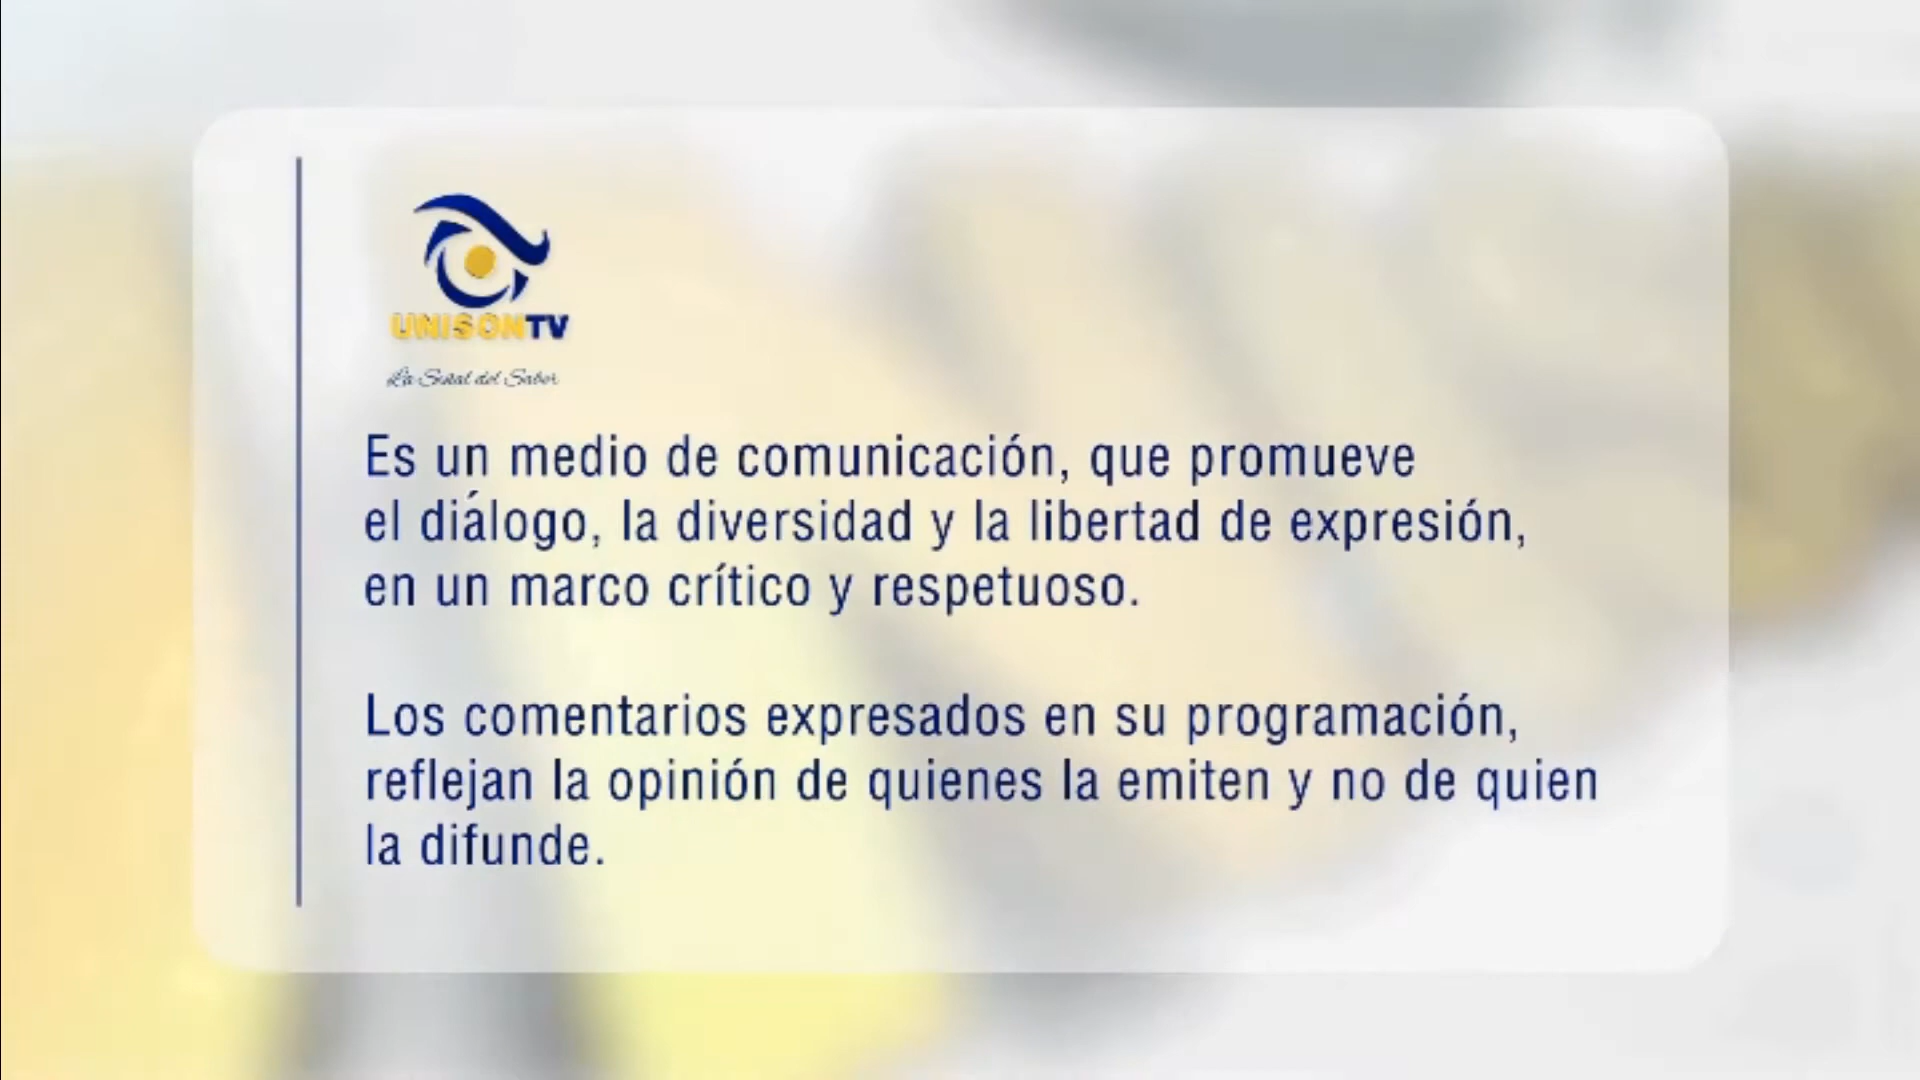 UNISONTV
La Señal del Saber
Es un medio de comunicación, que promueve
el diálogo, la diversidad y la libertad de expresión,
en un marco crítico y respetuoso.
Los comentarios expresados en su programación,
reflejan la opinión de quienes la emiten y no de quien
la difunde.